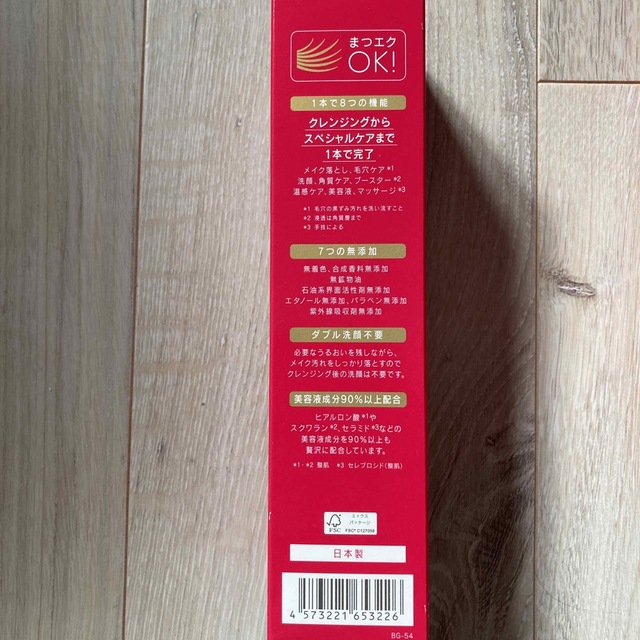 まつエク
OK!
1本で8つの機能
クレンジングから
スペシャルケアまで
1本で完了
メイク落とし、毛穴ケア*1
洗顔、角質ケア、ブースター*2
温感ケア、美容液、マッサージ*3
*1 毛穴の黒ずみ汚れを洗い流すこと
*2 浸透は角質層まで
*3 手技による
7つの無添加
無着色、合成香料無添加
無鉱物油
石油系界面活性剤無添加
エタノール無添加、パラベン無添加
紫外線吸収剤無添加
ダブル洗顔不要
必要なうるおいを残しながら、
メイク汚れをしっかり落とすので
クレンジング後の洗顔は不要です。
美容液成分90%以上配合
ヒアルロン酸*1や
スクワラン*2、セラミド*3などの
美容液成分を90%以上も
贅沢に配合しています。
*1・*2 整肌 *3 セレブロシド(整肌)
FSC
ミックス
パッケージ
FSC® C127098
日本製
4 573221 653226
BG-54